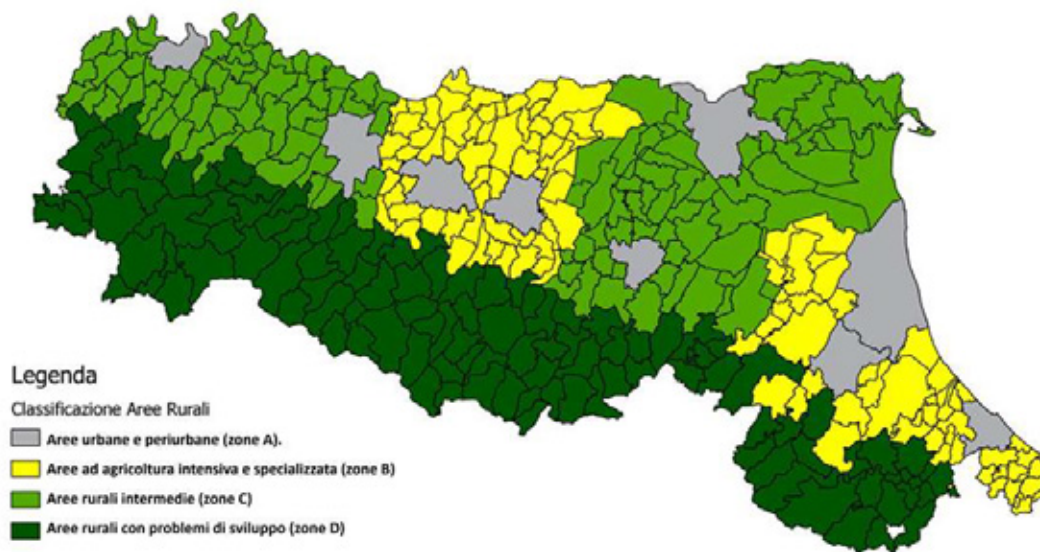 Legenda
Classificazione Aree Rurali
Aree urbane e periurbane (zone A).
Aree ad agricoltura intensiva e specializzata (zone B)
Aree rurali intermedie (zone C)
Aree rurali con problemi di sviluppo (zone D)